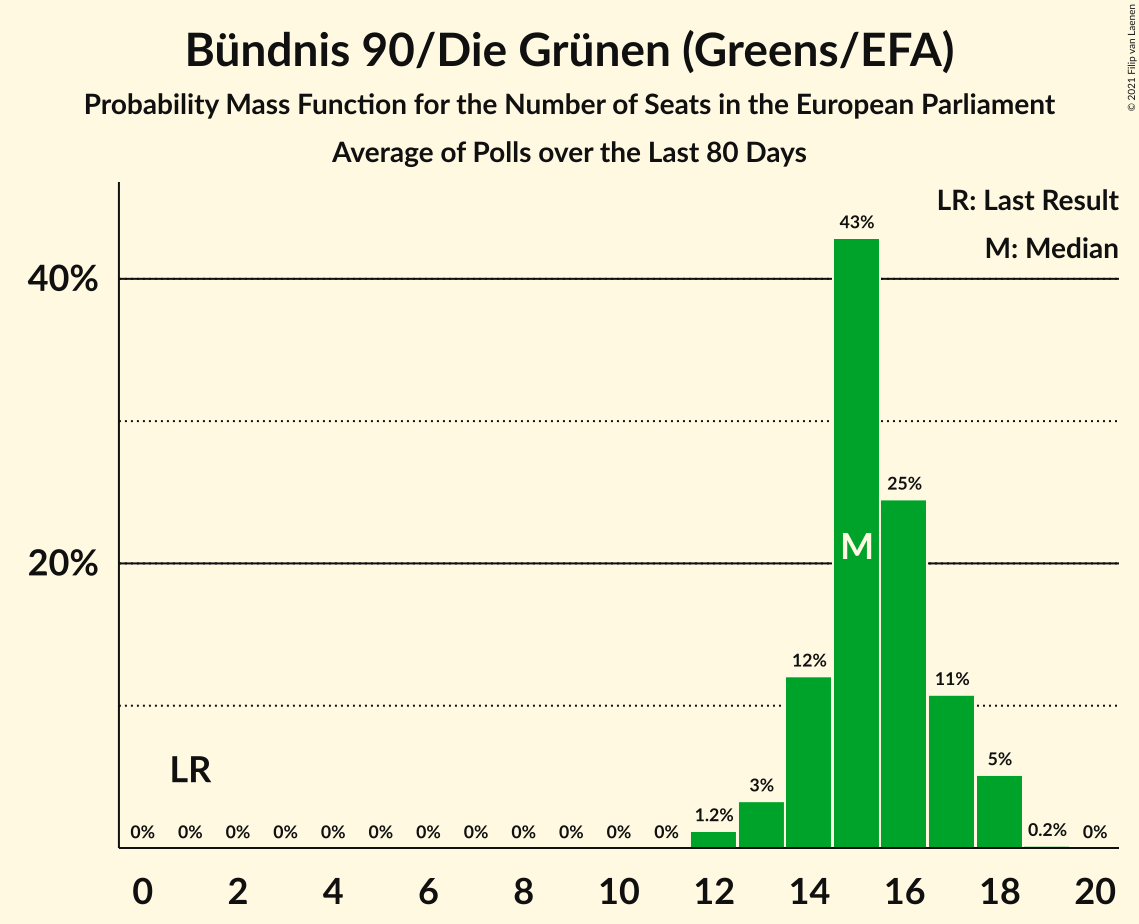 Bündnis 90/Die Grünen (Greens/EFA)
Probability Mass Function for the Number of Seats in the European Parliament
Average of Polls over the Last 80 Days
© 2021 Filip van Laenen
LR: Last Result
M: Median
43%
40%
25%
M
20%
12%
11%
LR
5%
3%
1.2%
0% 0% 0% 0% 0% 0% 0% 0% 0% 0% 0% 0% 0.2% 0%
0 2 4 6 8 10 12 14 16 18 20